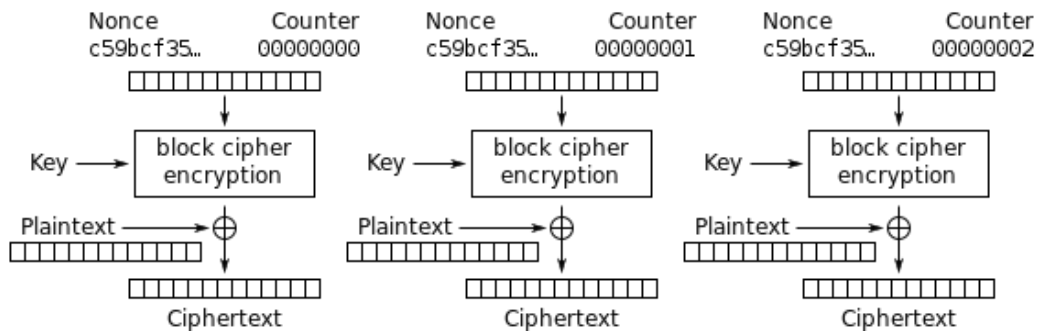 Nonce Counter Nonce Counter Nonce Counter
c59bcf35… 00000000 c59bcf35… 00000001 c59bcf35… 00000002
Key block cipher encryption Key block cipher encryption Key block cipher encryption
Plaintext Plaintext Plaintext
Ciphertext Ciphertext Ciphertext